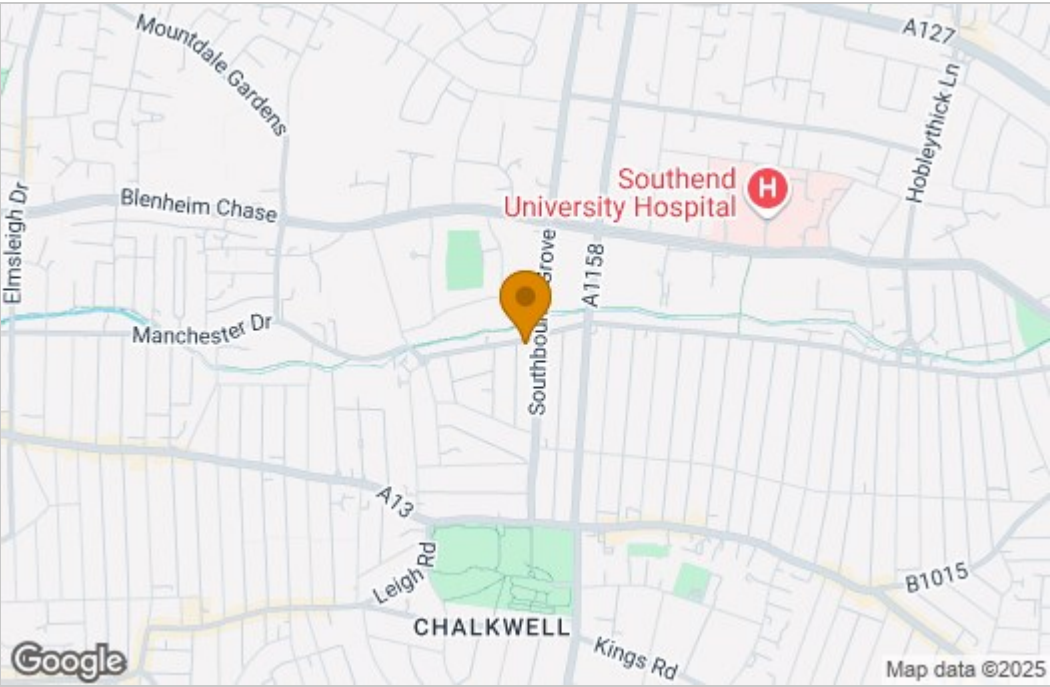 Mountdale Gardens
A127
Hobleythick Ln
Southend
University Hospital
H
Elmsleigh Dr
Blenheim Chase
Southbourne Grove
A1158
Manchester Dr
A13
Leigh Rd
B1015
CHALKWELL
Kings Rd
Google
Map data ©2025